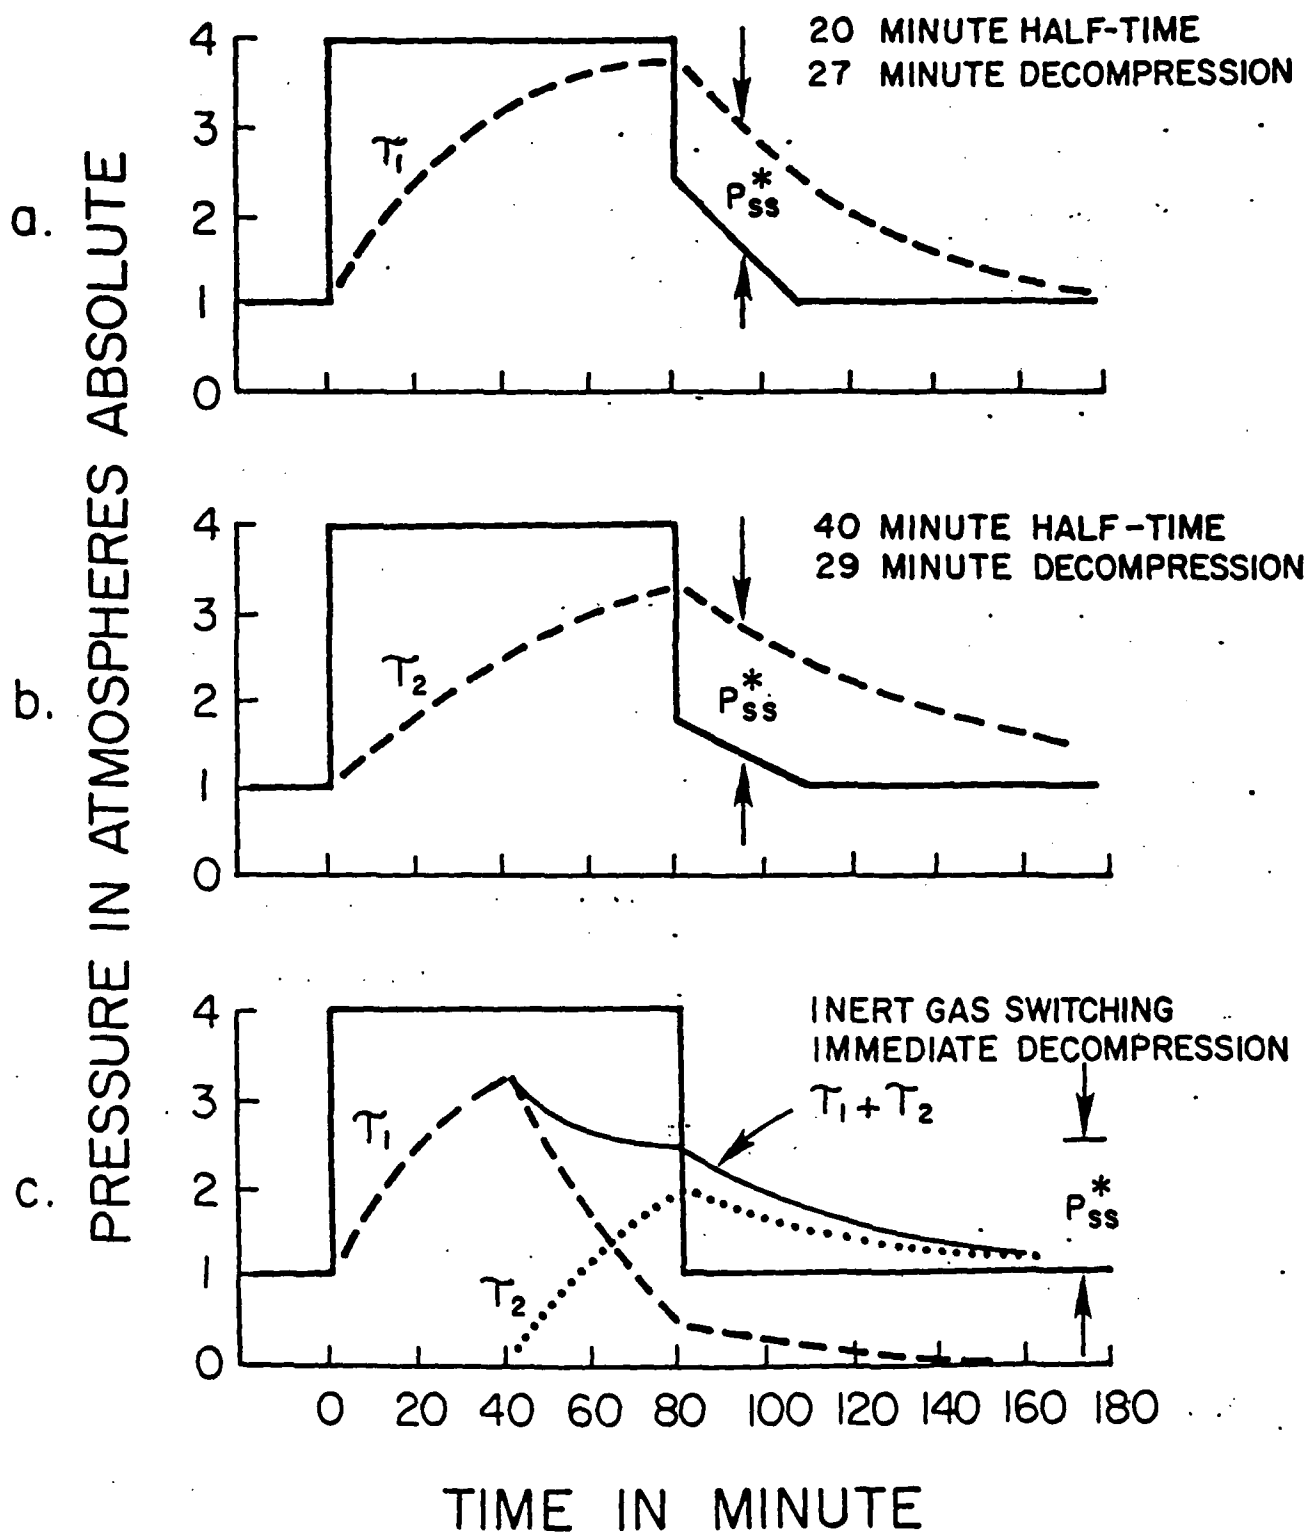 PRESSURE IN ATMOSPHERES ABSOLUTE
a.
4
3
2
1
0
τ1
P*ss
20 MINUTE HALF-TIME
27 MINUTE DECOMPRESSION
b.
4
3
2
1
0
τ2
P*ss
40 MINUTE HALF-TIME
29 MINUTE DECOMPRESSION
c.
4
3
2
1
0
τ1
τ2
INERT GAS SWITCHING
IMMEDIATE DECOMPRESSION
τ1 + τ2
P*ss
0 20 40 60 80 100 120 140 160 180
TIME IN MINUTE